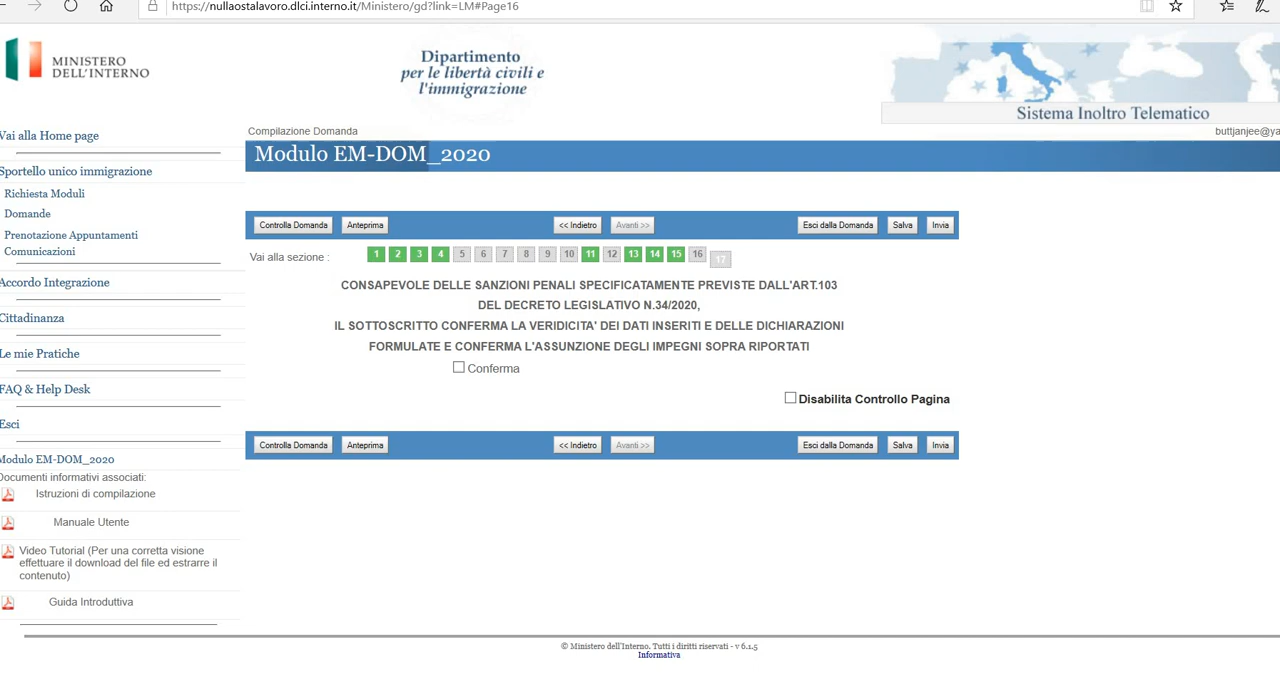 https://nullaostalavoro.dlci.interno.it/Ministero/gd?link=LM#Page16
MINISTERO
DELL'INTERNO
Dipartimento
per le libertà civili e
l'immigrazione
Sistema Inoltro Telematico
Vai alla Home page
Sportello unico immigrazione
Richiesta Moduli
Domande
Prenotazione Appuntamenti
Comunicazioni
Accordo Integrazione
Cittadinanza
Le mie Pratiche
FAQ & Help Desk
Esci
Modulo EM-DOM_2020
Documenti informativi associati:
Istruzioni di compilazione
Manuale Utente
Video Tutorial (Per una corretta visione
effettuare il download del file ed estrarre il
contenuto)
Guida Introduttiva
Compilazione Domanda
buttjanjee@ya
Modulo EM-DOM_2020
Controlla Domanda Anteprima << Indietro Avanti >> Esci dalla Domanda Salva Invia
Vai alla sezione : 1 2 3 4 5 6 7 8 9 10 11 12 13 14 15 16 17
CONSAPEVOLE DELLE SANZIONI PENALI SPECIFICATAMENTE PREVISTE DALL'ART.103
DEL DECRETO LEGISLATIVO N.34/2020,
IL SOTTOSCRITTO CONFERMA LA VERIDICITA' DEI DATI INSERITI E DELLE DICHIARAZIONI
FORMULATE E CONFERMA L'ASSUNZIONE DEGLI IMPEGNI SOPRA RIPORTATI
Conferma
Disabilita Controllo Pagina
Controlla Domanda Anteprima << Indietro Avanti >> Esci dalla Domanda Salva Invia
© Ministero dell'Interno. Tutti i diritti riservati - v 6.1.5
Informativa